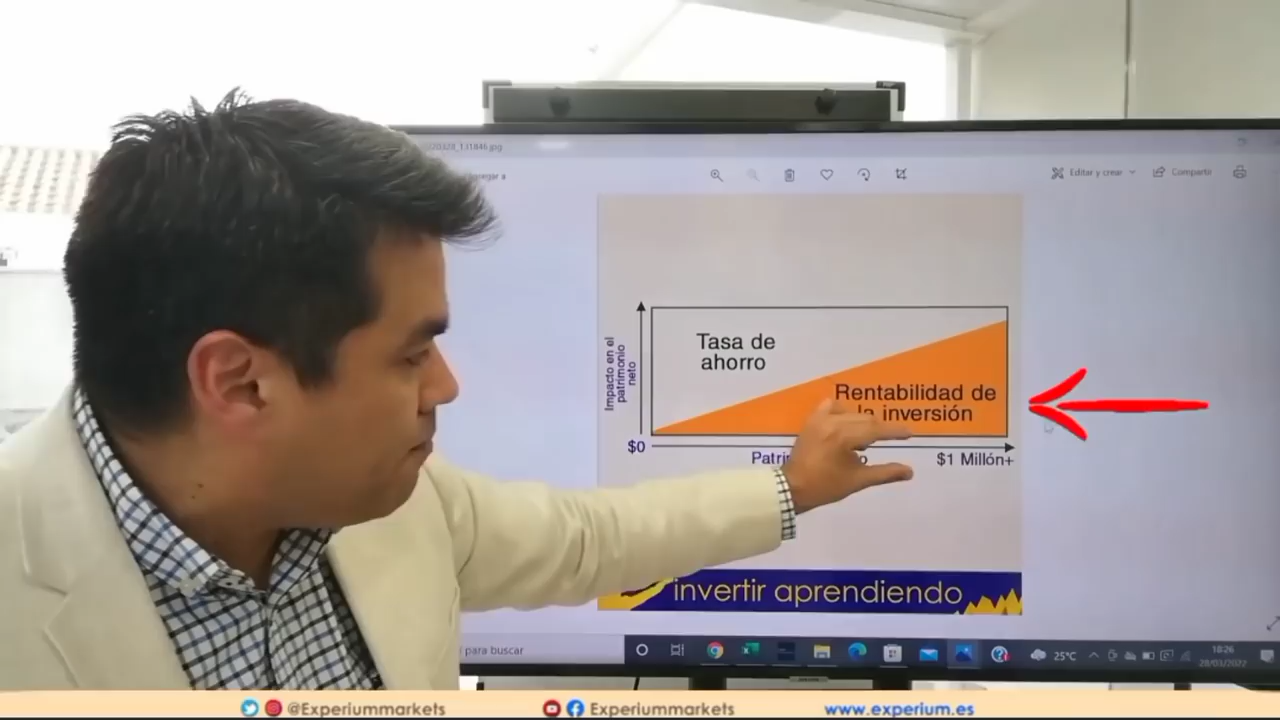 Editar y crear
Compartir
Tasa de
ahorro
Impacto en el
patrimonio
neto
Rentabilidad de
la inversión
$0
$1 Millón+
invertir aprendiendo
para buscar
25°C
18:26
28/03/2022
@Experiummarkets
Experiummarkets
www.experium.es